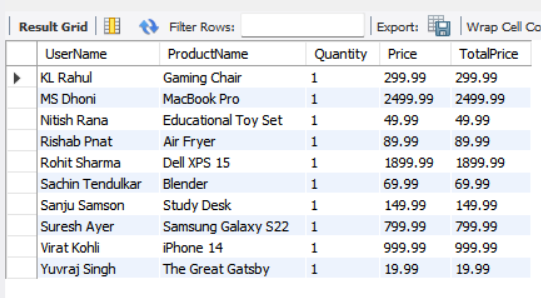 Result Grid Filter Rows: Export: Wrap Cell Co
UserName ProductName Quantity Price TotalPrice
KL Rahul Gaming Chair 1 299.99 299.99
MS Dhoni MacBook Pro 1 2499.99 2499.99
Nitish Rana Educational Toy Set 1 49.99 49.99
Rishab Pnat Air Fryer 1 89.99 89.99
Rohit Sharma Dell XPS 15 1 1899.99 1899.99
Sachin Tendulkar Blender 1 69.99 69.99
Sanju Samson Study Desk 1 149.99 149.99
Suresh Ayer Samsung Galaxy S22 1 799.99 799.99
Virat Kohli iPhone 14 1 999.99 999.99
Yuvraj Singh The Great Gatsby 1 19.99 19.99